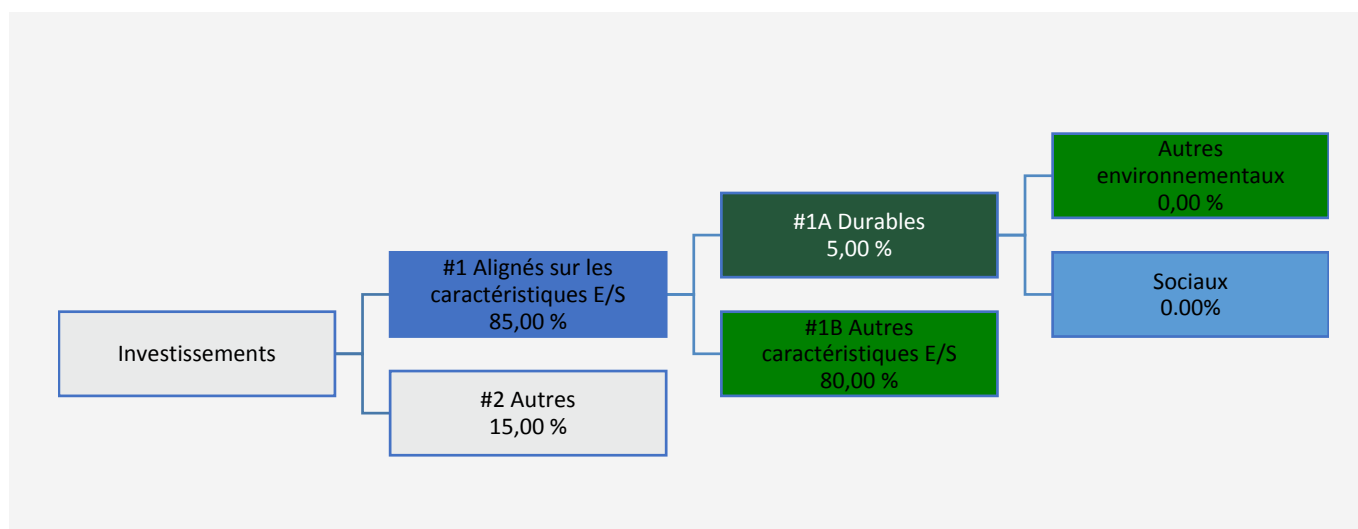 Investissements
#1 Alignés sur les
caractéristiques E/S
85,00 %
#2 Autres
15,00 %
#1A Durables
5,00 %
#1B Autres
caractéristiques E/S
80,00 %
Autres
environnementaux
0,00 %
Sociaux
0.00%